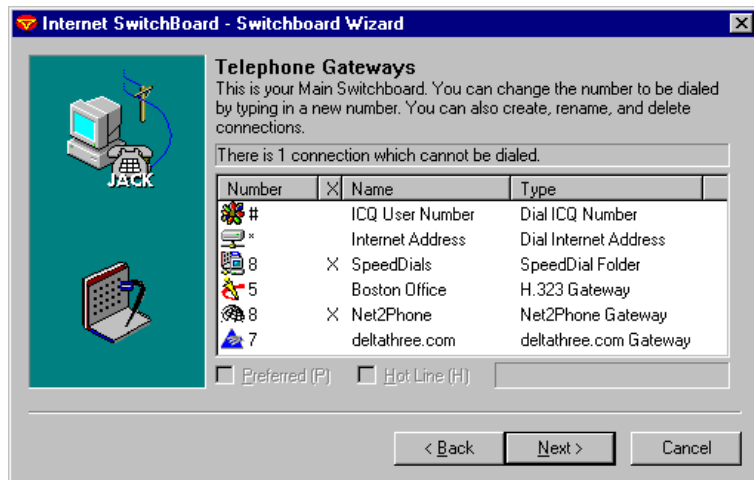 Internet SwitchBoard - Switchboard Wizard
Telephone Gateways
This is your Main Switchboard. You can change the number to be dialed
by typing in a new number. You can also create, rename, and delete
connections.
There is 1 connection which cannot be dialed.
Number X Name Type
# ICQ User Number Dial ICQ Number
* Internet Address Dial Internet Address
8 X SpeedDials SpeedDial Folder
5 Boston Office H.323 Gateway
8 X Net2Phone Net2Phone Gateway
7 deltathree.com deltathree.com Gateway
JACK
Preferred (P) Hot Line (H)
< Back Next > Cancel